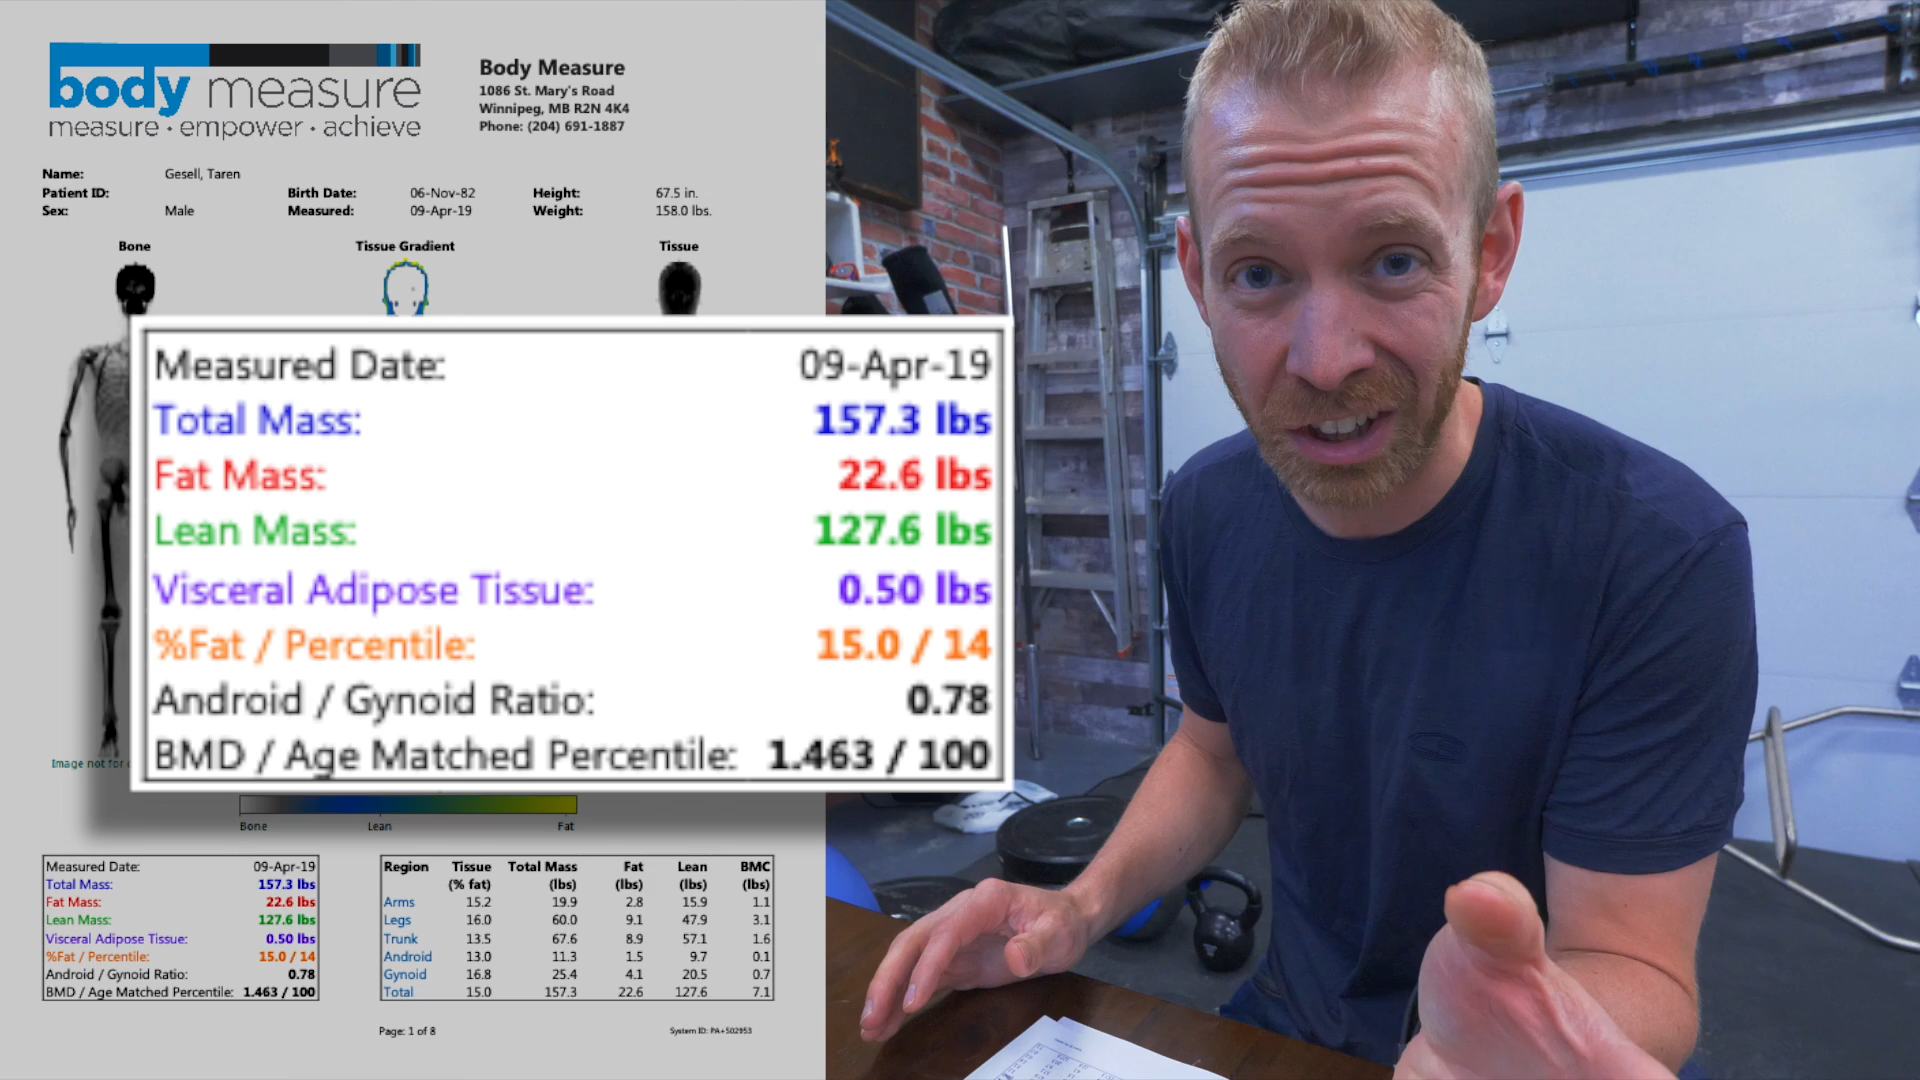 body measure
measure · empower · achieve
Body Measure
1086 St. Mary's Road
Winnipeg, MB R2N 4K4
Phone: (204) 691-1887
Name: Gesell, Taren
Patient ID: Birth Date: 06-Nov-82 Height: 67.5 in.
Sex: Male Measured: 09-Apr-19 Weight: 158.0 lbs.
Bone Tissue Gradient Tissue
Measured Date: 09-Apr-19
Total Mass: 157.3 lbs
Fat Mass: 22.6 lbs
Lean Mass: 127.6 lbs
Visceral Adipose Tissue: 0.50 lbs
%Fat / Percentile: 15.0 / 14
Android / Gynoid Ratio: 0.78
BMD / Age Matched Percentile: 1.463 / 100
Image not for
Bone Lean Fat
Measured Date: 09-Apr-19
Total Mass: 157.3 lbs
Fat Mass: 22.6 lbs
Lean Mass: 127.6 lbs
Visceral Adipose Tissue: 0.50 lbs
%Fat / Percentile: 15.0 / 14
Android / Gynoid Ratio: 0.78
BMD / Age Matched Percentile: 1.463 / 100
Region Tissue Total Mass Fat Lean BMC
(% fat) (lbs) (lbs) (lbs) (lbs)
Arms 15.2 19.9 2.8 15.9 1.1
Legs 16.0 60.0 9.1 47.9 3.1
Trunk 13.5 67.6 8.9 57.1 1.6
Android 13.0 11.3 1.5 9.7 0.1
Gynoid 16.8 25.4 4.1 20.5 0.7
Total 15.0 157.3 22.6 127.6 7.1
Page: 1 of 8
System ID: PA+502953